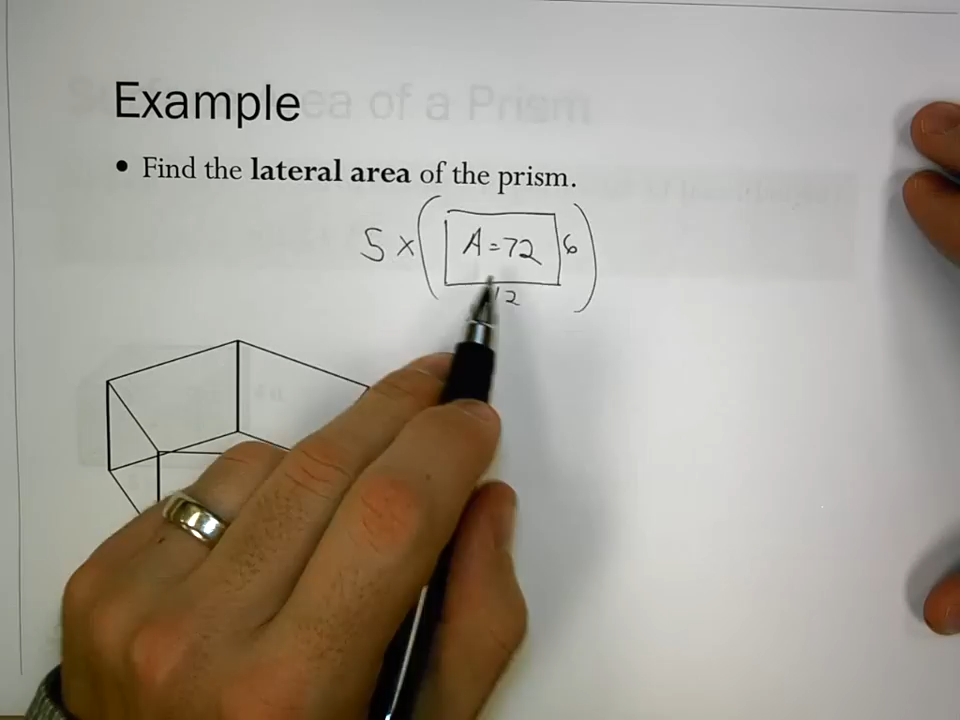 Example
• Find the lateral area of the prism.
5 × ( A = 72 6 )
12